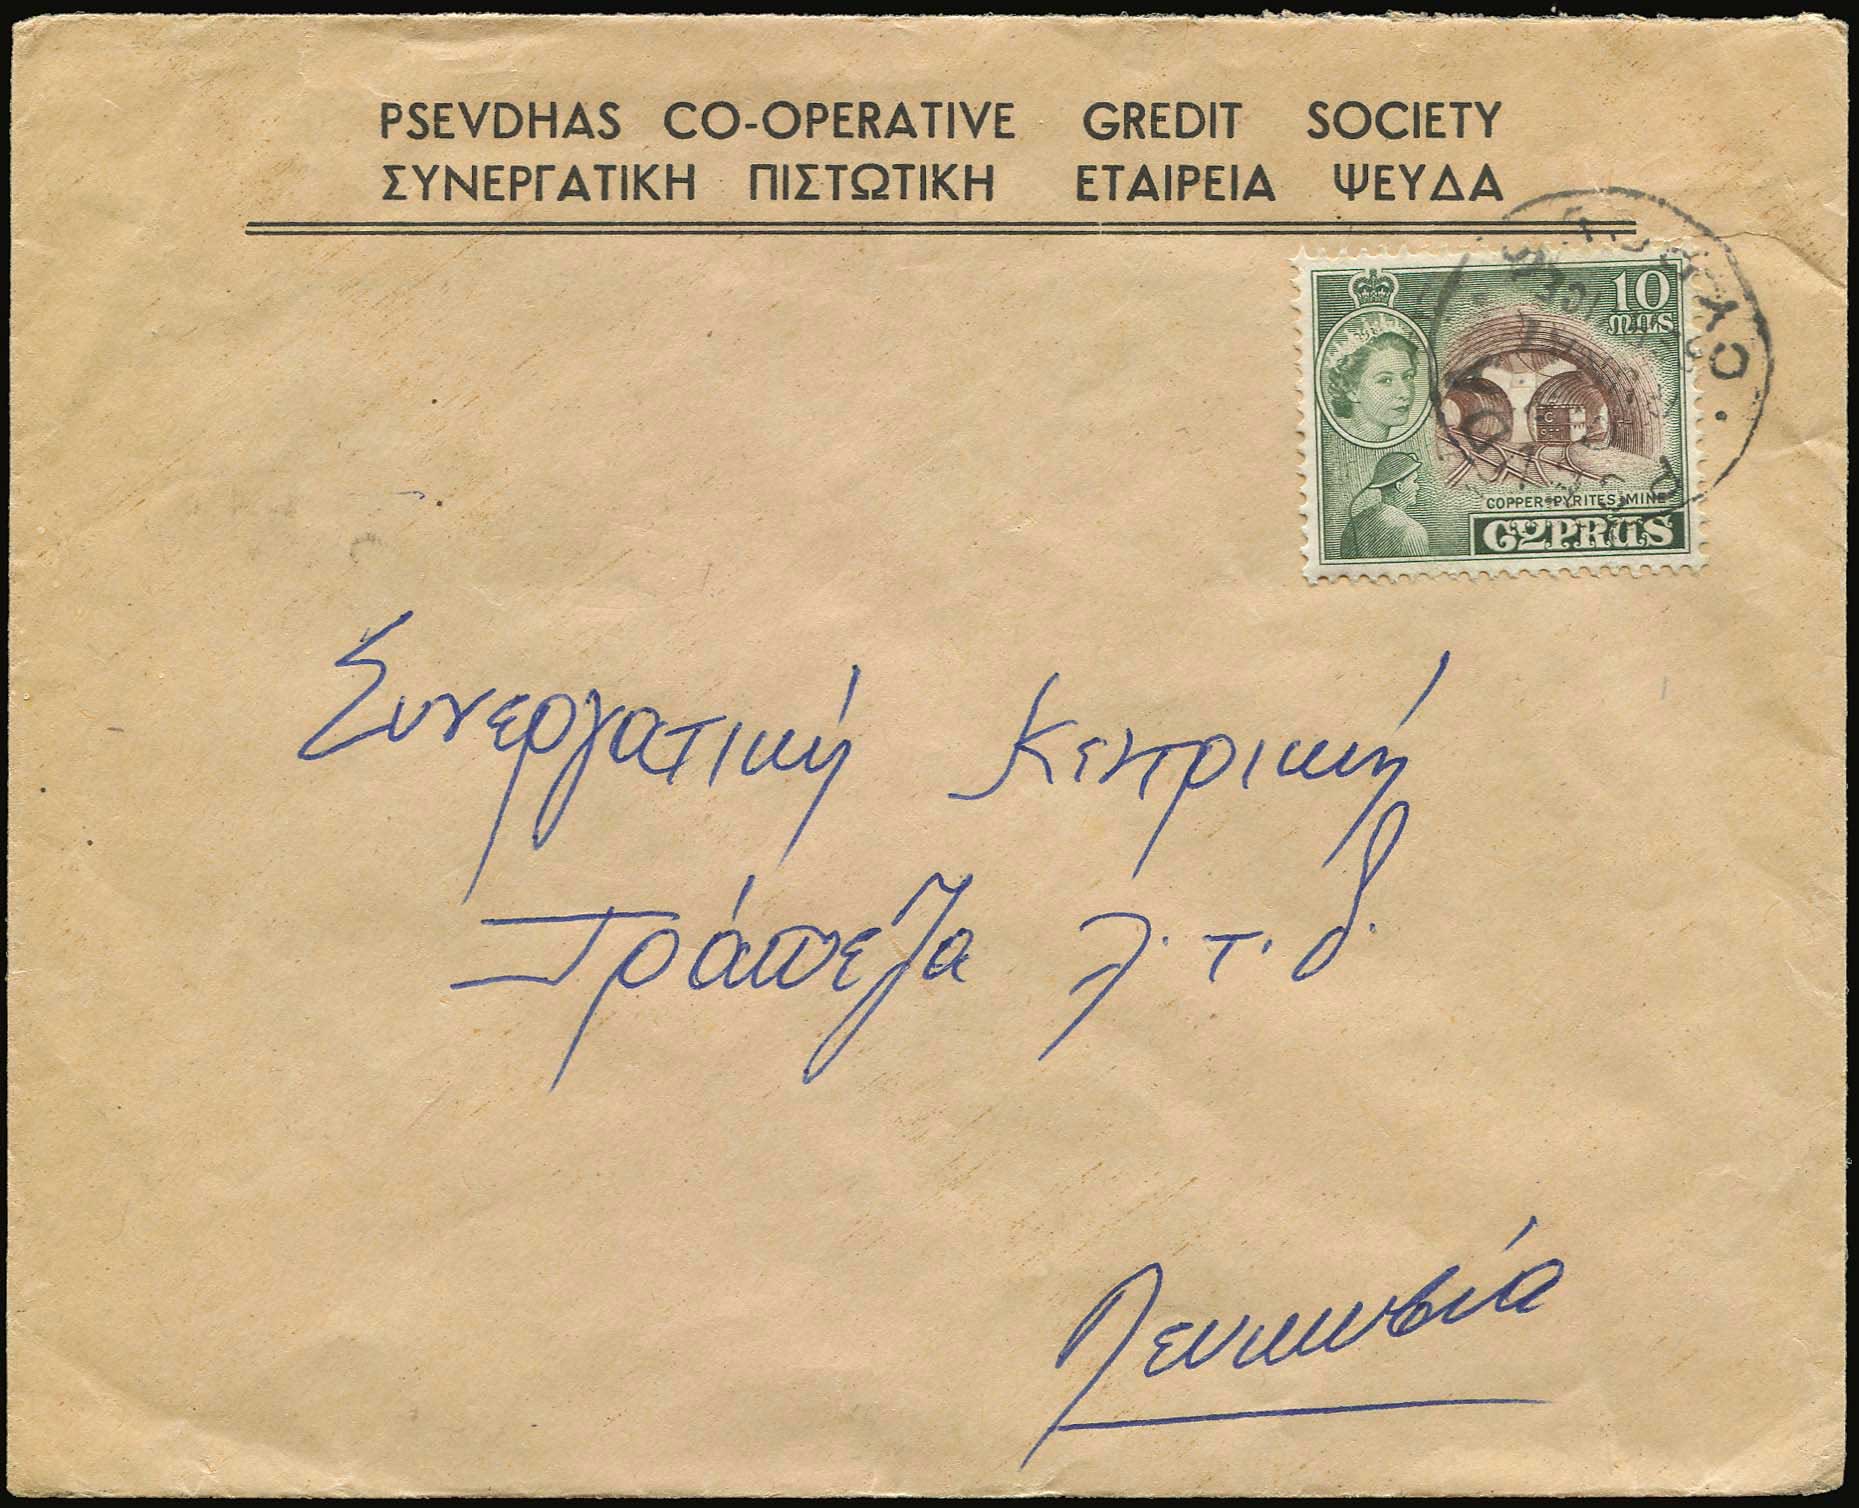 PSEVDHAS CO-OPERATIVE GREDIT SOCIETY
ΣΥΝΕΡΓΑΤΙΚΗ ΠΙΣΤΩΤΙΚΗ ΕΤΑΙΡΕΙΑ ΨΕΥΔΑ
10
MILS
COPPER PYRITES MINE
CYPRUS
Συνεργατική Κεντρική
Τράπεζα λ.τ.δ.
Λευκωσία